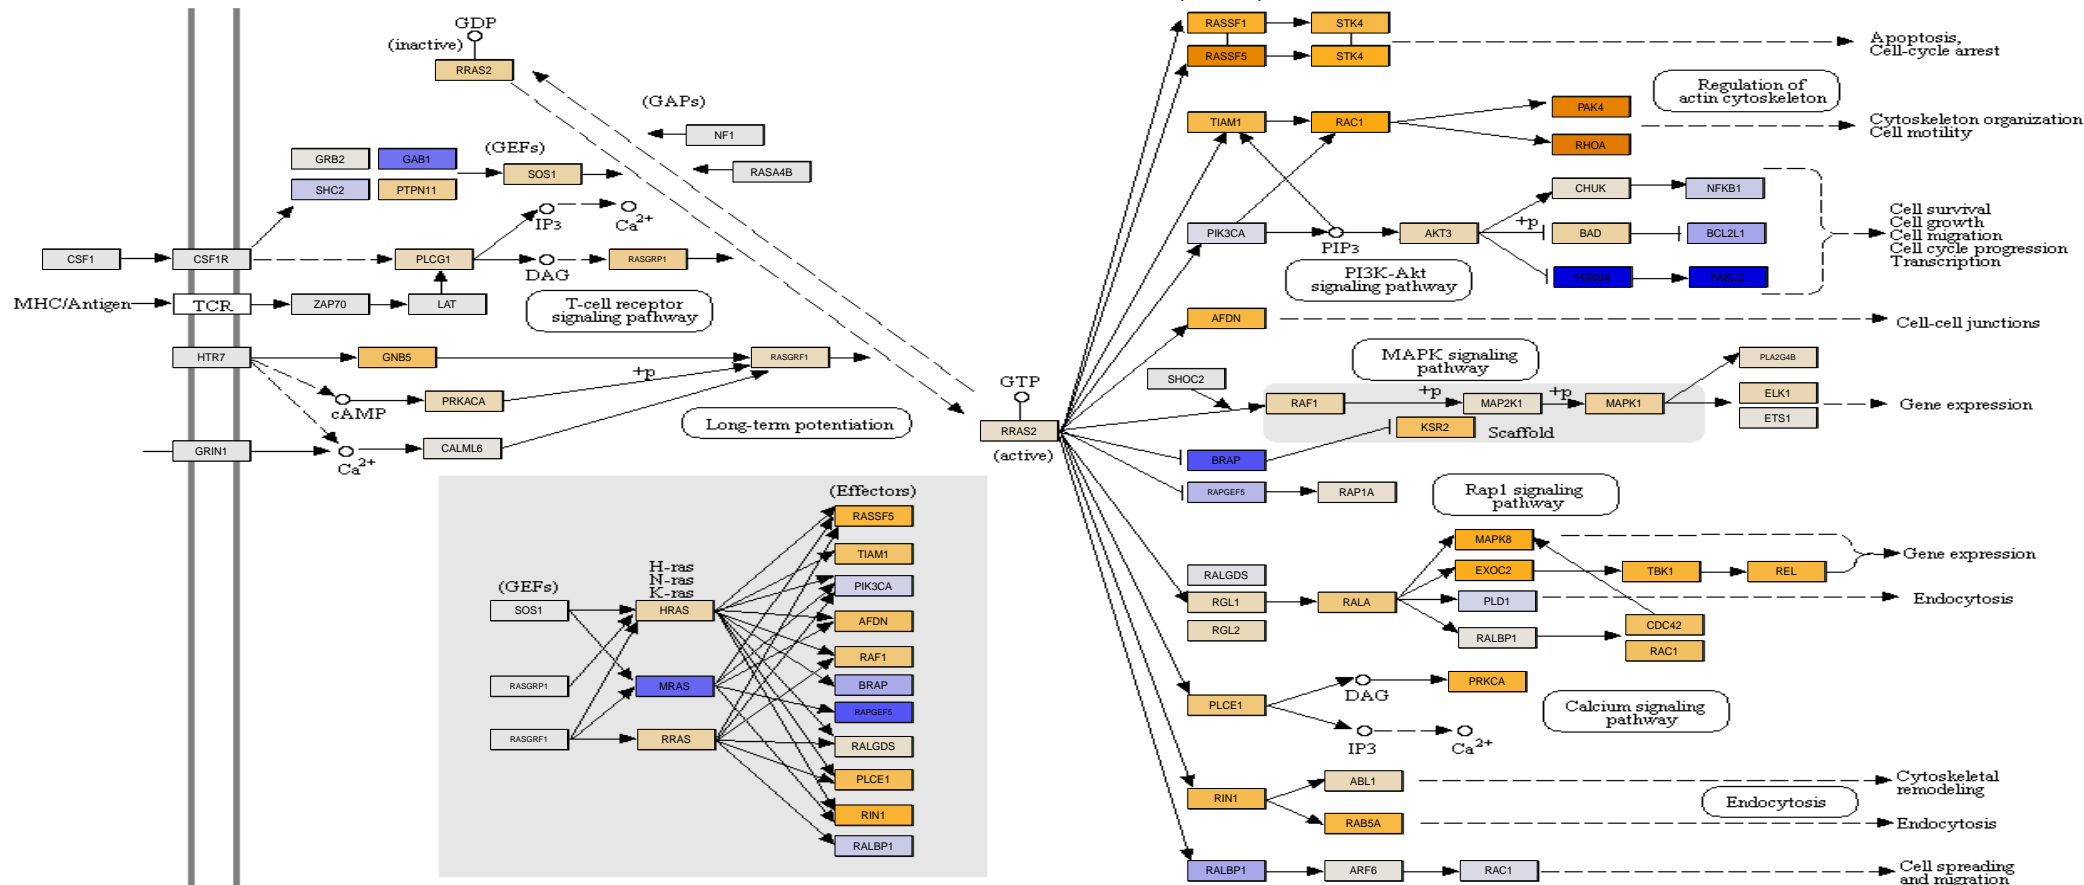 GDP
(inactive)
RRAS2
(GAPs)
NF1
RASA4B
GRB2
GAB1
(GEFs)
SOS1
SHC2
PTPN11
IP3
Ca2+
CSF1
CSF1R
PLCG1
DAG
RASGRP1
MHC/Antigen
TCR
ZAP70
LAT
T-cell receptor
signaling pathway
HTR7
GNB5
RASGRF1
+p
cAMP
PRKACA
Long-term potentiation
GRIN1
Ca2+
CALML6
GTP
RRAS2
(active)
(Effectors)
H-ras
N-ras
K-ras
(GEFs)
SOS1
HRAS
RASGRP1
MRAS
RASGRF1
RRAS
RASSF5
TIAM1
PIK3CA
AFDN
RAF1
BRAP
RAPGEF5
RALGDS
PLCE1
RIN1
RALBP1
RASSF1
STK4
RASSF5
STK4
Apoptosis,
Cell-cycle arrest
Regulation of
actin cytoskeleton
TIAM1
RAC1
PAK4
RHOA
Cytoskeleton organization
Cell motility
CHUK
NFKB1
PIK3CA
PIP3
AKT3
+p
BAD
BCL2L1
FOXO4
FASLG
PI3K-Akt
signaling pathway
Cell survival
Cell growth
Cell migration
Cell cycle progression
Transcription
AFDN
Cell-cell junctions
MAPK signaling
pathway
SHOC2
RAF1
+p
MAP2K1
+p
MAPK1
KSR2
Scaffold
PLA2G4B
ELK1
ETS1
Gene expression
BRAP
RAPGEF5
RAP1A
Rap1 signaling
pathway
RALGDS
RGL1
RGL2
RALA
MAPK8
EXOC2
TBK1
REL
Gene expression
PLD1
Endocytosis
RALBP1
CDC42
RAC1
PLCE1
DAG
PRKCA
IP3
Ca2+
Calcium signaling
pathway
RIN1
ABL1
Cytoskeletal
remodeling
Endocytosis
RAB5A
Endocytosis
RALBP1
ARF6
RAC1
Cell spreading
and migration